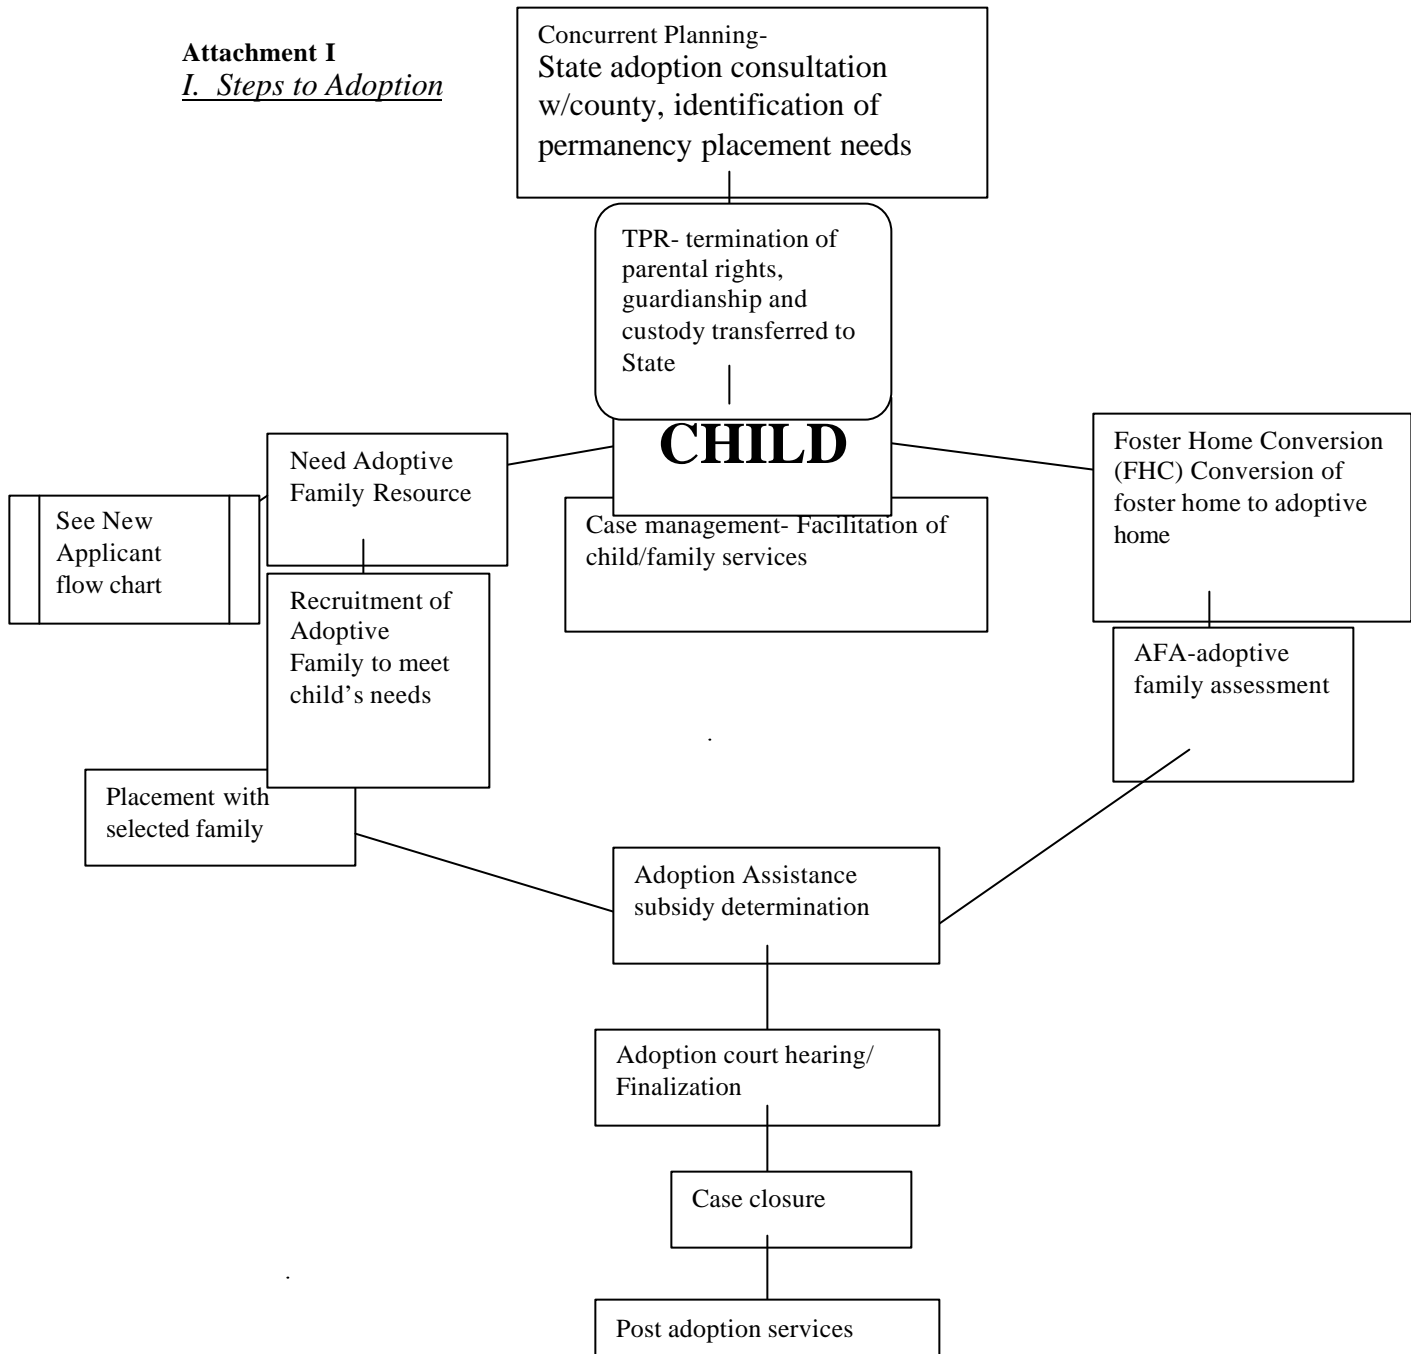 Attachment I
I. Steps to Adoption
Concurrent Planning-
State adoption consultation
w/county, identification of
permanency placement needs
TPR- termination of
parental rights,
guardianship and
custody transferred to
State
CHILD
Need Adoptive
Family Resource
See New
Applicant
flow chart
Recruitment of
Adoptive
Family to meet
child’s needs
Placement with
selected family
Case management- Facilitation of
child/family services
Foster Home Conversion
(FHC) Conversion of
foster home to adoptive
home
AFA-adoptive
family assessment
Adoption Assistance
subsidy determination
Adoption court hearing/
Finalization
Case closure
Post adoption services